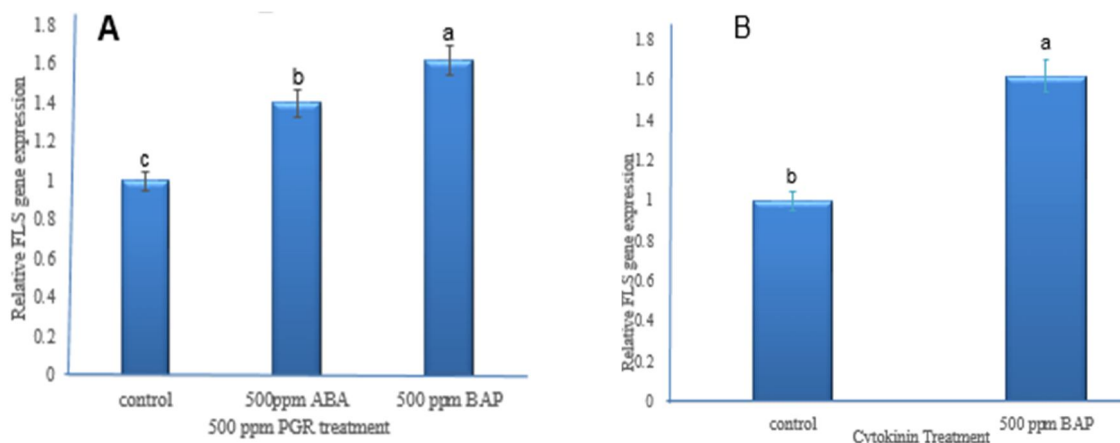 A
Relative FLS gene expression
1.8
1.6
1.4
1.2
1
0.8
0.6
0.4
0.2
0
c
b
a
control 500ppm ABA 500 ppm BAP
500 ppm PGR treatment
B
Relative FLS gene expression
1.8
1.6
1.4
1.2
1
0.8
0.6
0.4
0.2
0
b
a
control 500 ppm BAP
Cytokinin Treatment